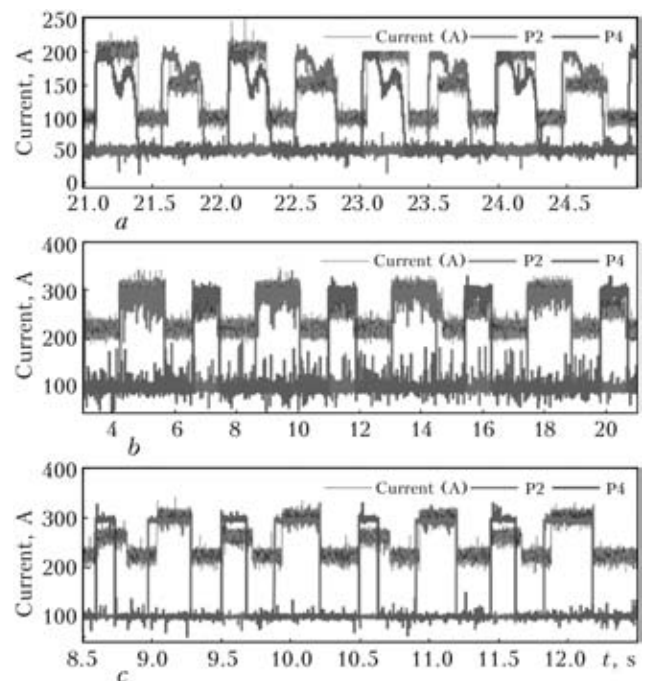 Current (A) P2 P4
Current, A
250
200
150
100
50
0
21.0 21.5 22.0 22.5 23.0 23.5 24.0 24.5
a
Current (A) P2 P4
Current, A
400
300
200
100
4 6 8 10 12 14 16 18 20
b
Current (A) P2 P4
Current, A
400
300
200
100
8.5 9.0 9.5 10.0 10.5 11.0 11.5 12.0 t, s
c